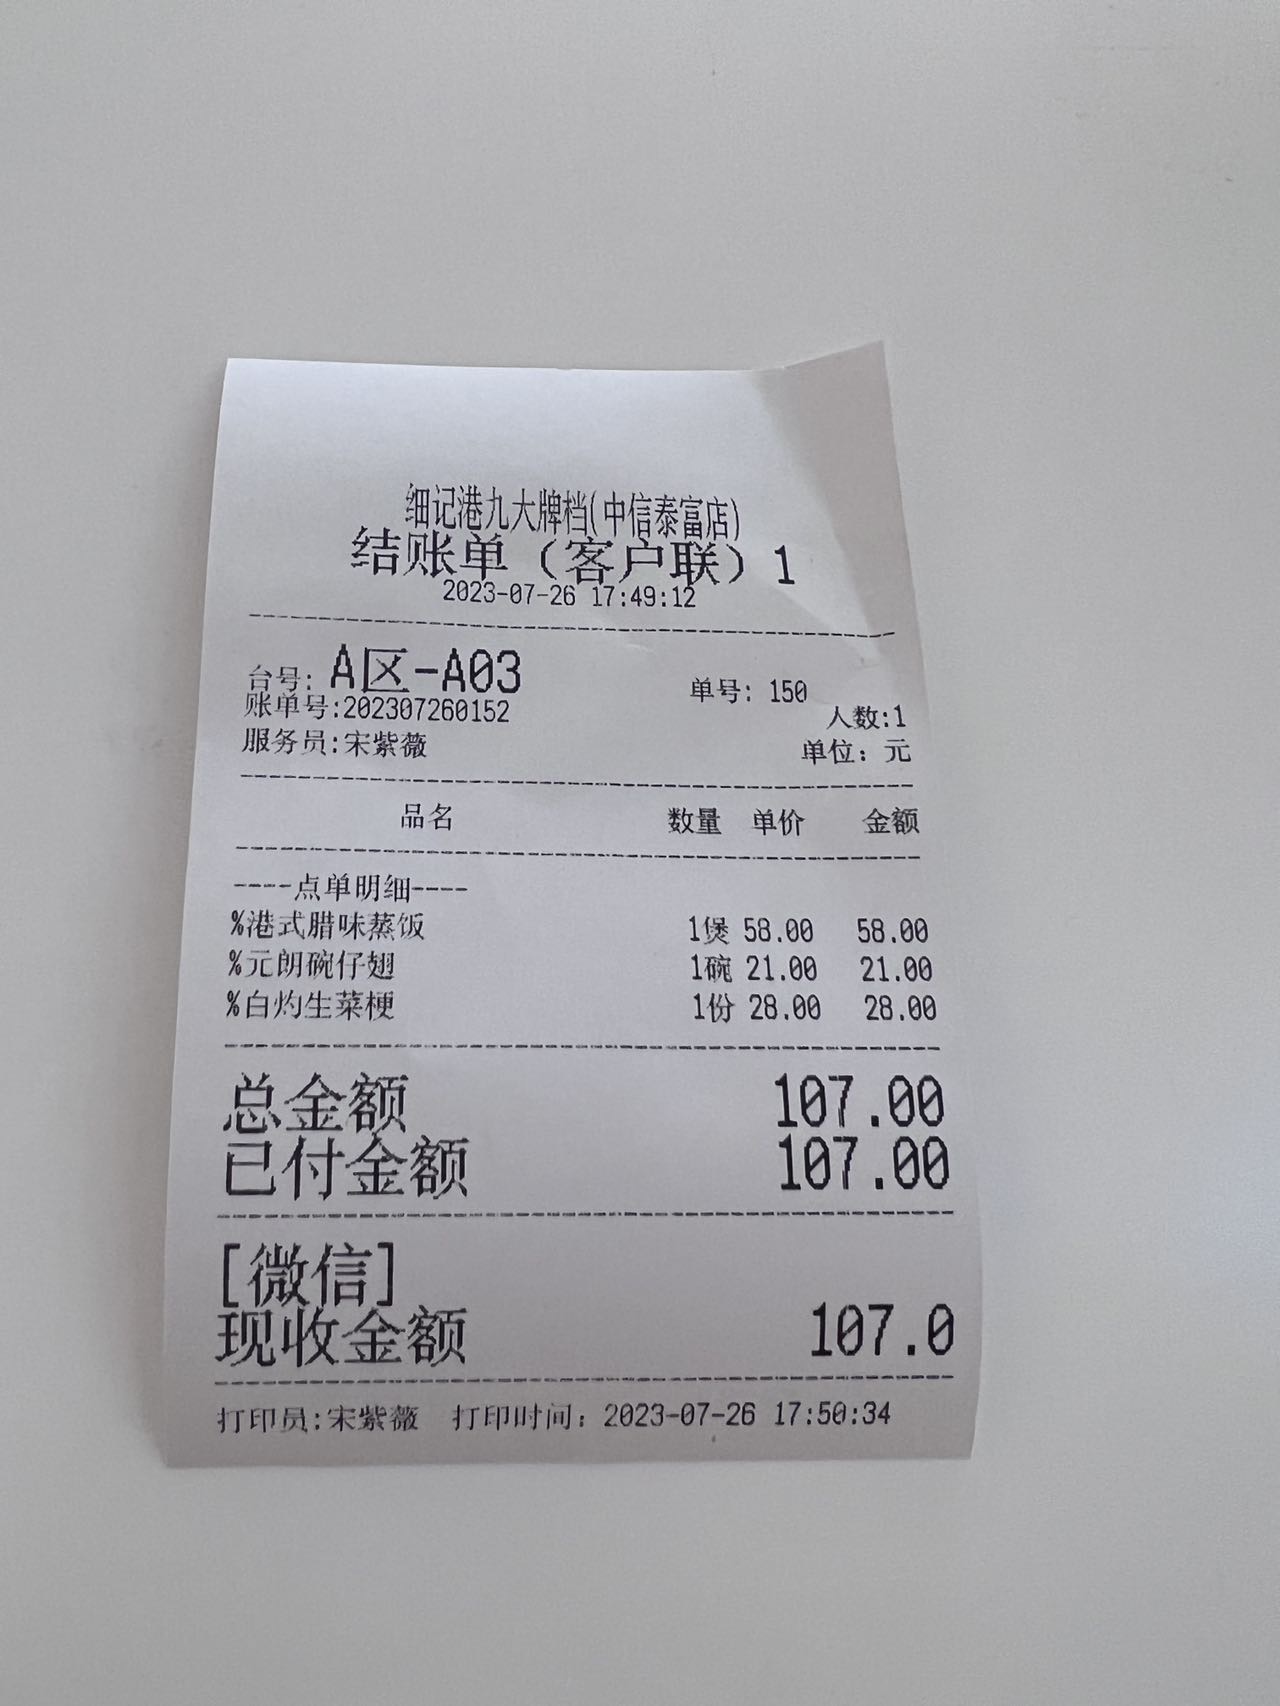 细记港九大牌档(中信泰富店)
结账单（客户联）1
2023-07-26 17:49:12
台号: A区-A03 单号: 150
账单号:202307260152 人数:1
服务员:宋紫薇 单位: 元
品名 数量 单价 金额
----点单明细----
%港式腊味蒸饭 1煲 58.00 58.00
%元朗碗仔翅 1碗 21.00 21.00
%白灼生菜梗 1份 28.00 28.00
总金额 107.00
已付金额 107.00
[微信]
现收金额 107.0
打印员:宋紫薇 打印时间: 2023-07-26 17:50:34